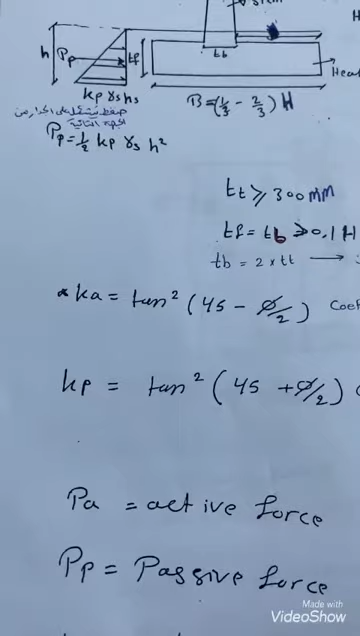 stem
H
h
Pp
tf
tb
Heel
kp γs hs
B = (1/3 - 2/3) H
Pp = 1/2 kp γs h²
tt ≥ 300 mm
tf = tb ≥ 0.1 H
tb = 2 x tt →
* ka = tan² (45 - Ø/2) Coef
kp = tan² (45 + Ø/2)
Pa = active force
Pp = Passive force
Made with
VideoShow